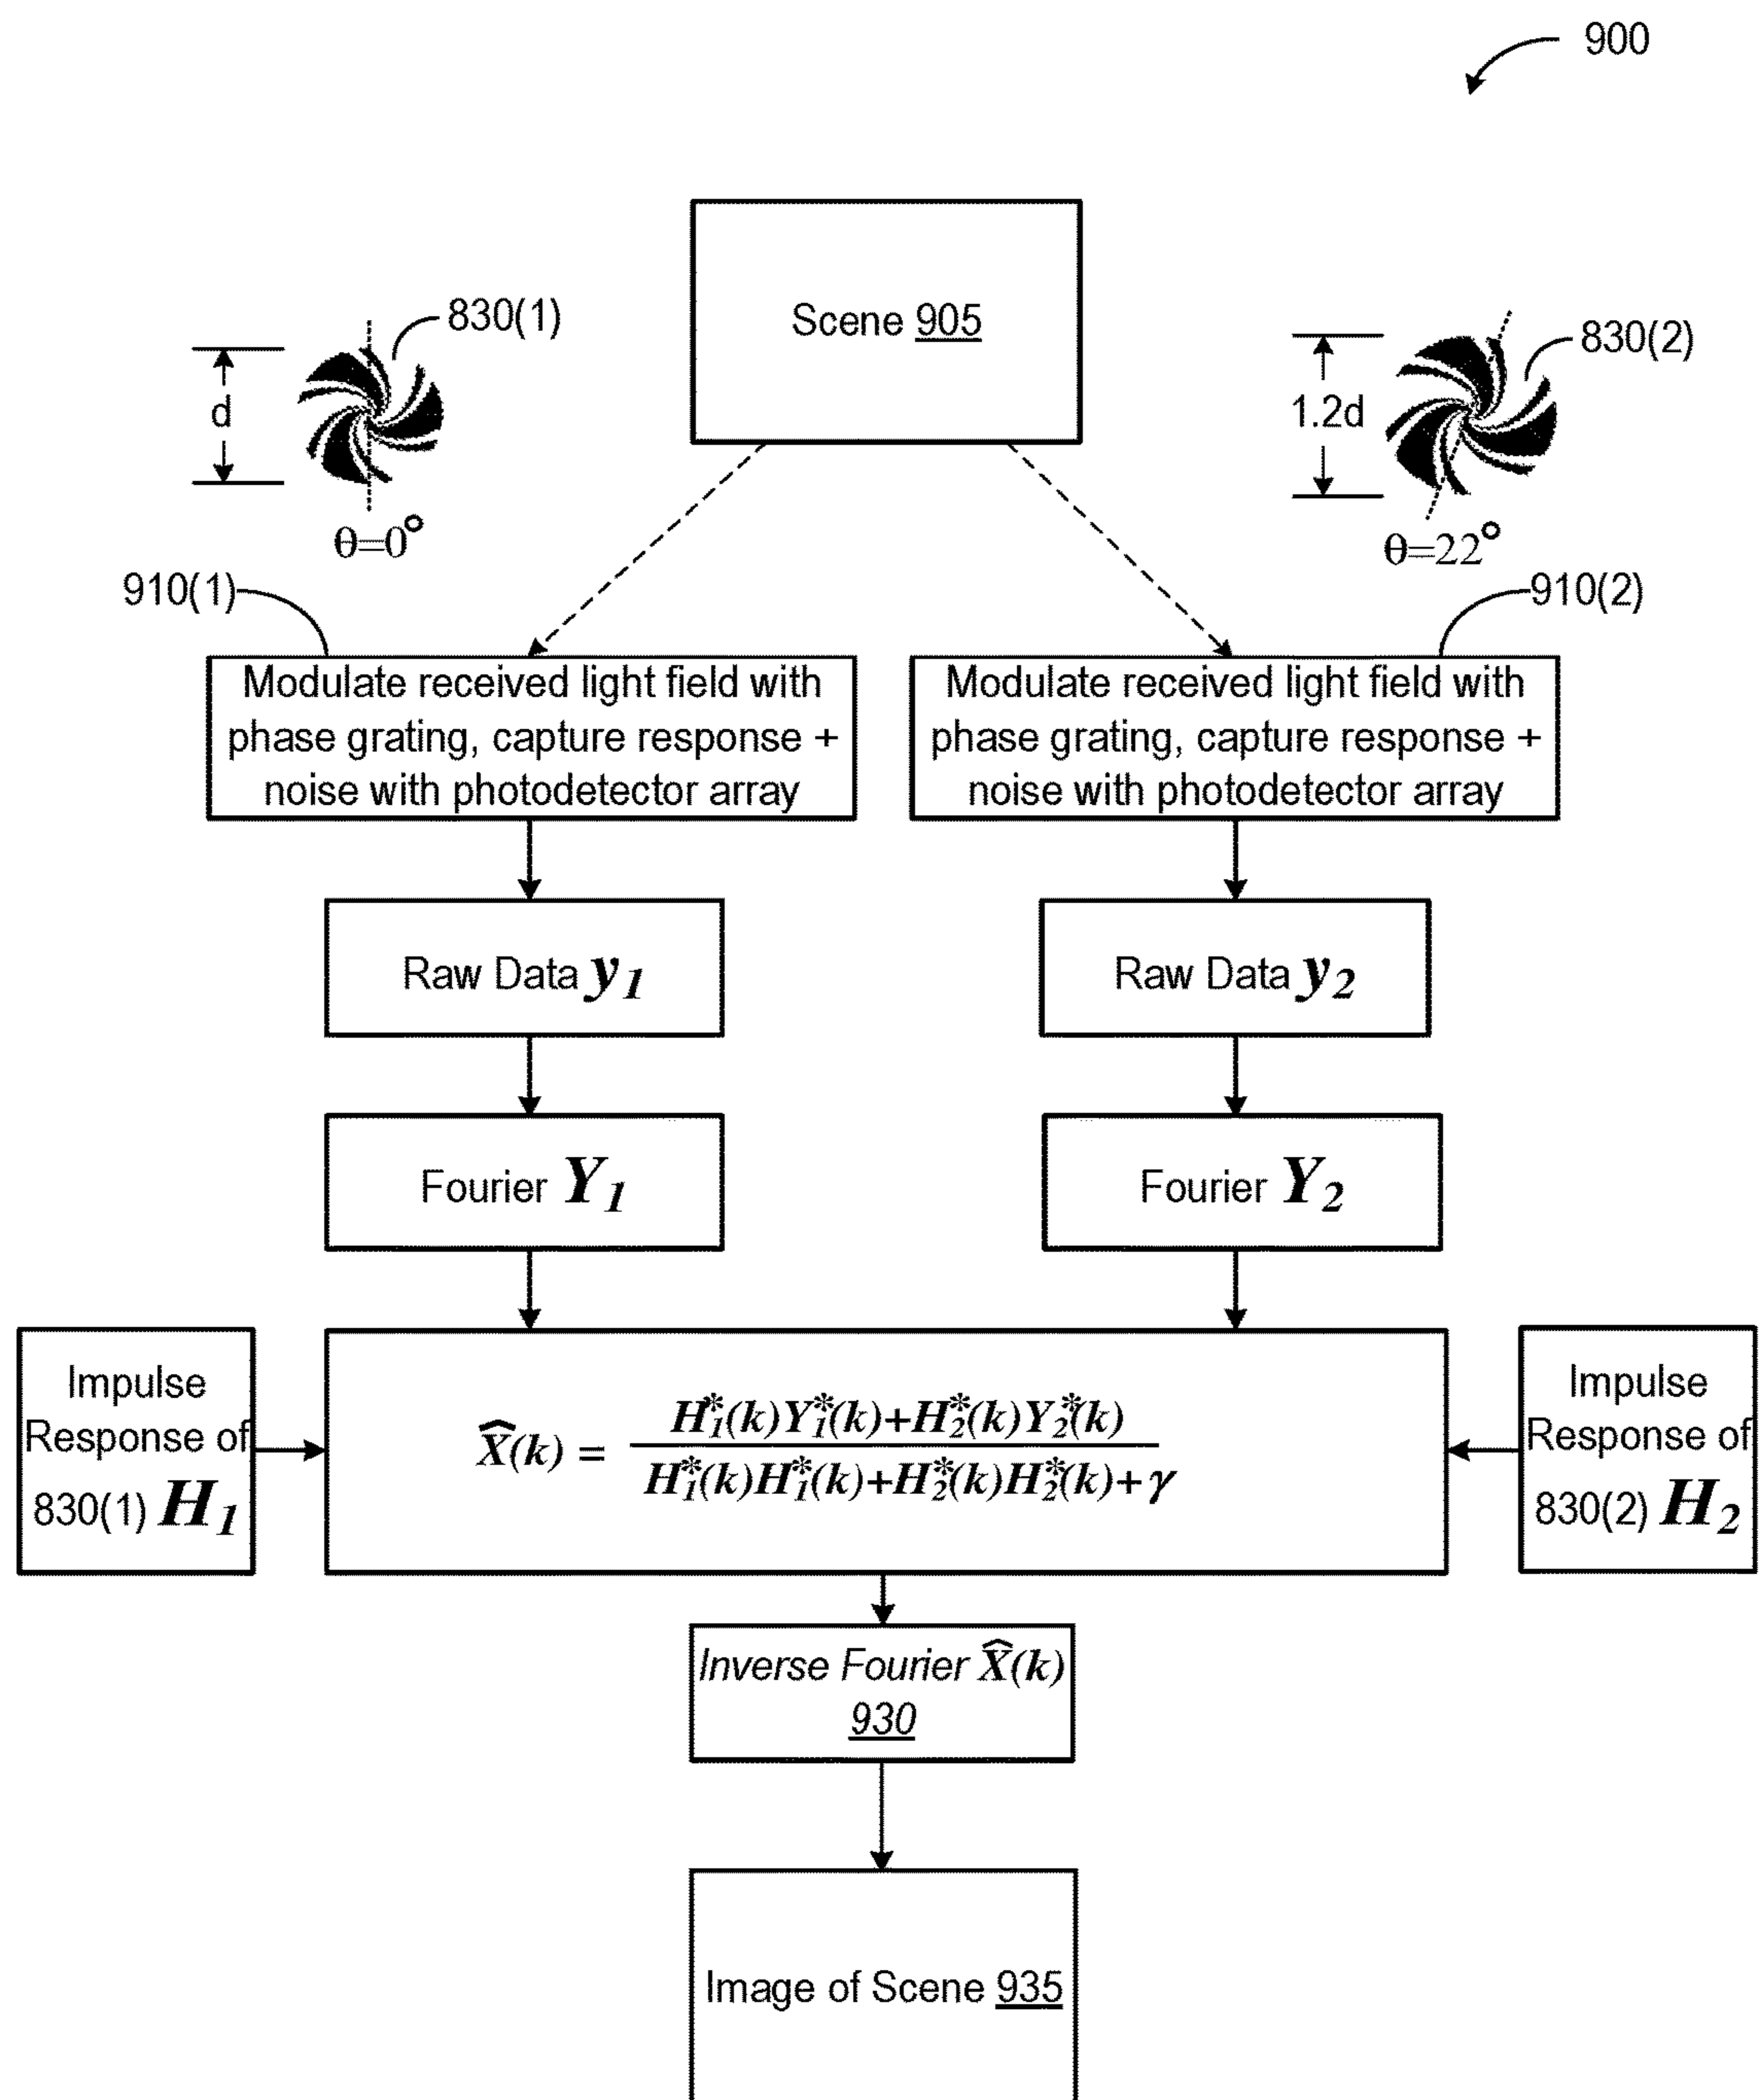 900
Scene 905
830(1)
d
θ=0°
830(2)
1.2d
θ=22°
910(1)
910(2)
Modulate received light field with
phase grating, capture response +
noise with photodetector array
Modulate received light field with
phase grating, capture response +
noise with photodetector array
Raw Data y₁
Raw Data y₂
Fourier Y₁
Fourier Y₂
Impulse
Response of
830(1) H₁
X̂(k) = H₁*(k)Y₁*(k)+H₂*(k)Y₂*(k)
H₁*(k)H₁*(k)+H₂*(k)H₂*(k)+γ
Impulse
Response of
830(2) H₂
Inverse Fourier X̂(k)
930
Image of Scene 935